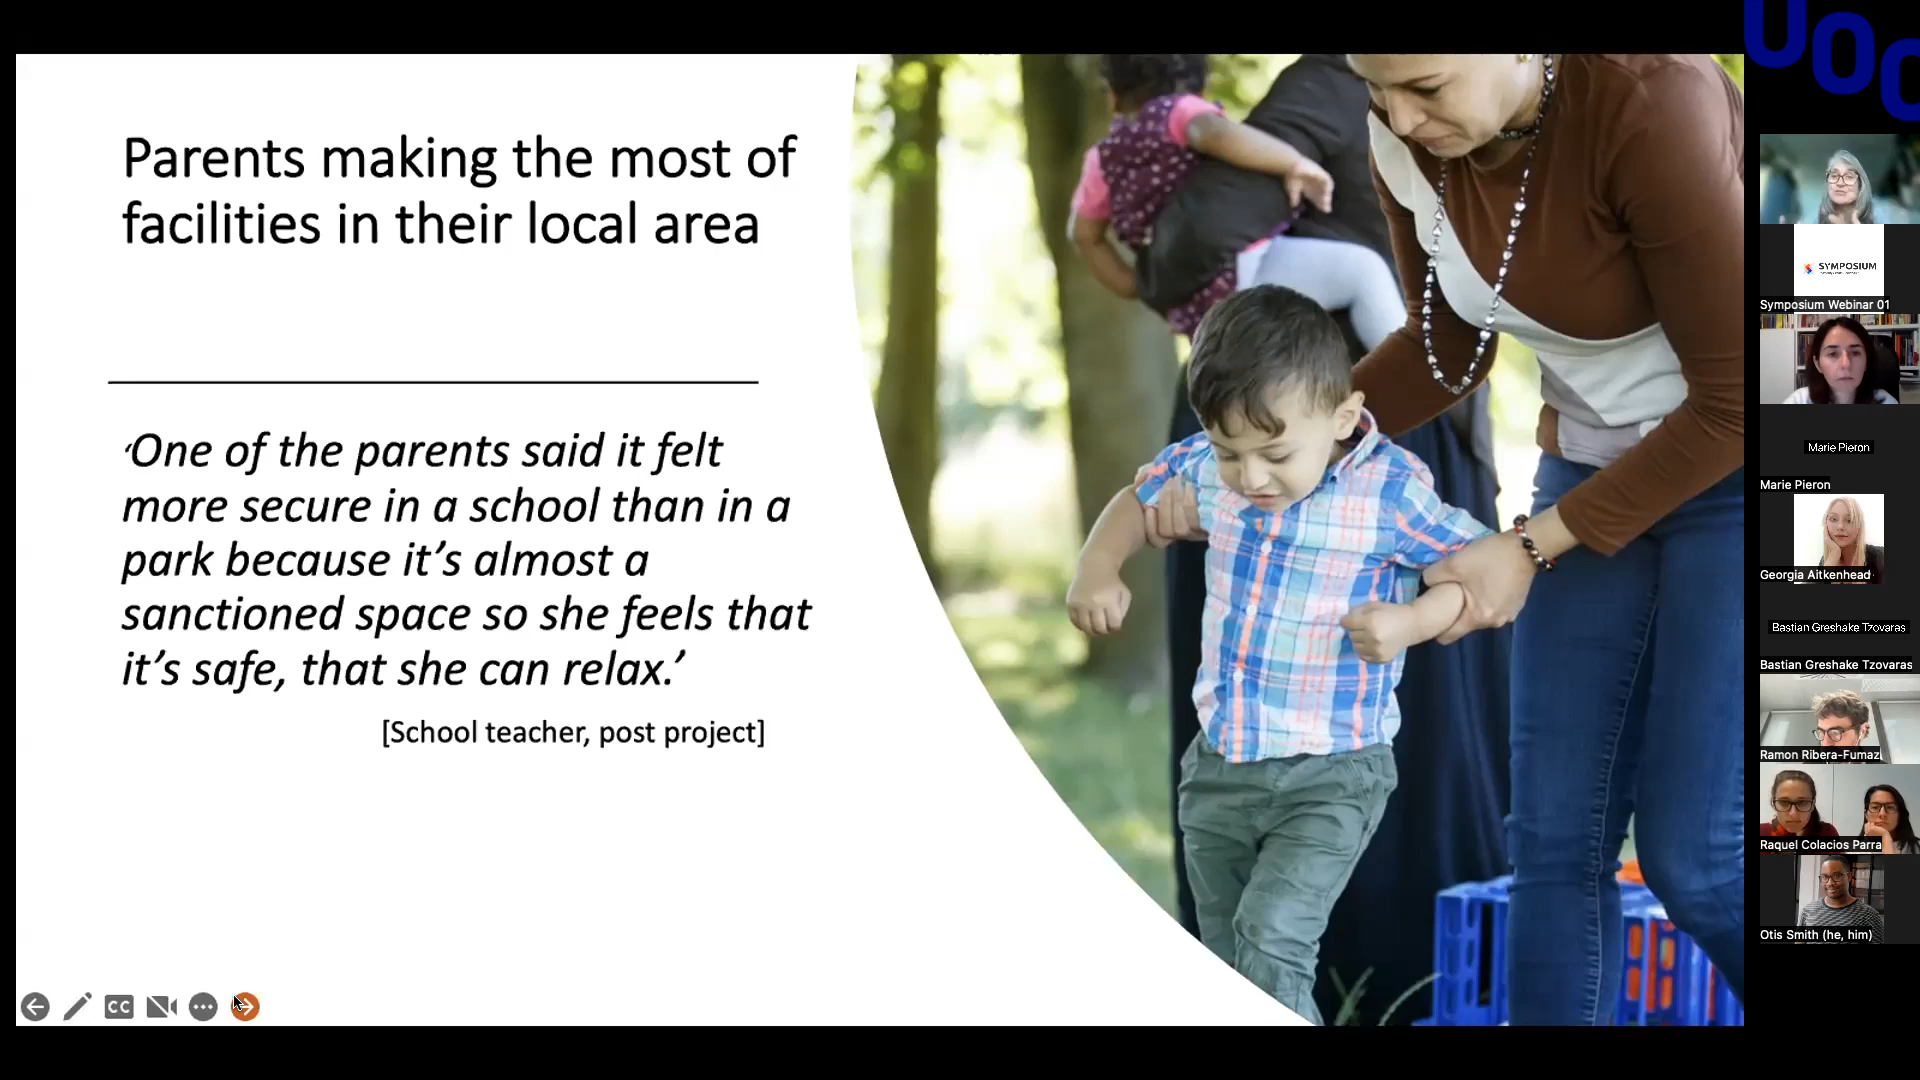 UOC
Parents making the most of
facilities in their local area
‘One of the parents said it felt
more secure in a school than in a
park because it’s almost a
sanctioned space so she feels that
it’s safe, that she can relax.’
[School teacher, post project]
CC
SYMPOSIUM
Symposium Webinar 01
Marie Pieron
Marie Pieron
Georgia Aitkenhead
Bastian Greshake Tzovaras
Bastian Greshake Tzovaras
Ramon Ribera-Fumaz
Raquel Colacios Parra
Otis Smith (he, him)